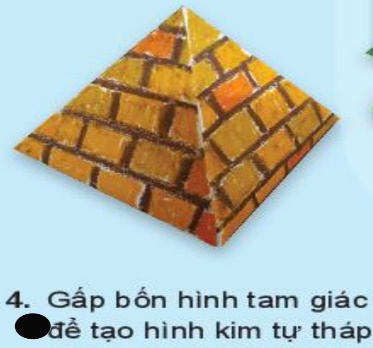 4. Gấp bốn hình tam giác
để tạo hình kim tự tháp